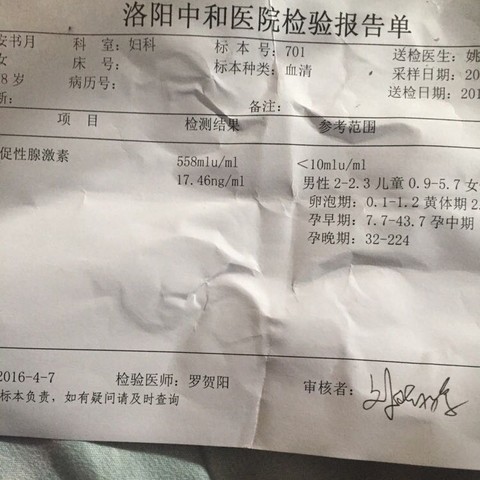 洛阳中和医院检验报告单
安书月 科 室：妇科 标 本 号：701 送检医生：姚
女 床 号： 标本种类：血清 采样日期：20
8 岁 病历号： 送检日期：201
断： 备注：
项 目 检测结果 参考范围
促性腺激素 558mlu/ml <10mlu/ml
17.46ng/ml 男性 2-2.3 儿童 0.9-5.7 女
卵泡期：0.1-1.2 黄体期 2.
孕早期：7.7-43.7 孕中期
孕晚期：32-224
2016-4-7 检验医师：罗贺阳 审核者：
标本负责，如有疑问请及时查询